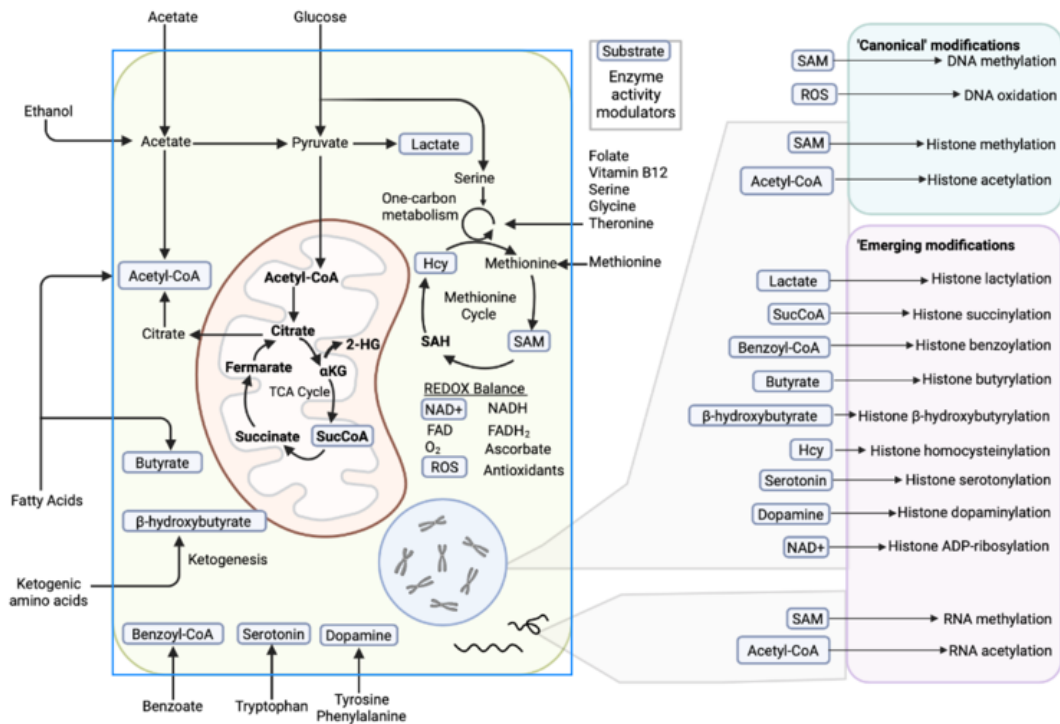 Acetate
Glucose
Ethanol
Acetate
Pyruvate
Lactate
Serine
One-carbon
metabolism
Substrate
Enzyme
activity
modulators
Folate
Vitamin B12
Serine
Glycine
Theronine
Methionine
Hcy
Methionine
Methionine
Cycle
SAH
SAM
Acetyl-CoA
Citrate
Acetyl-CoA
Citrate
2-HG
Fermarate
αKG
TCA Cycle
Succinate
SucCoA
REDOX Balance
NAD+ NADH
FAD FADH₂
O₂ Ascorbate
ROS Antioxidants
Butyrate
Fatty Acids
β-hydroxybutyrate
Ketogenesis
Ketogenic
amino acids
Benzoyl-CoA
Serotonin
Dopamine
Benzoate
Tryptophan
Tyrosine
Phenylalanine
'Canonical' modifications
SAM DNA methylation
ROS DNA oxidation
SAM Histone methylation
Acetyl-CoA Histone acetylation
'Emerging modifications
Lactate Histone lactylation
SucCoA Histone succinylation
Benzoyl-CoA Histone benzoylation
Butyrate Histone butyrylation
β-hydroxybutyrate Histone β-hydroxybutyrylation
Hcy Histone homocysteinylation
Serotonin Histone serotonylation
Dopamine Histone dopaminylation
NAD+ Histone ADP-ribosylation
SAM RNA methylation
Acetyl-CoA RNA acetylation